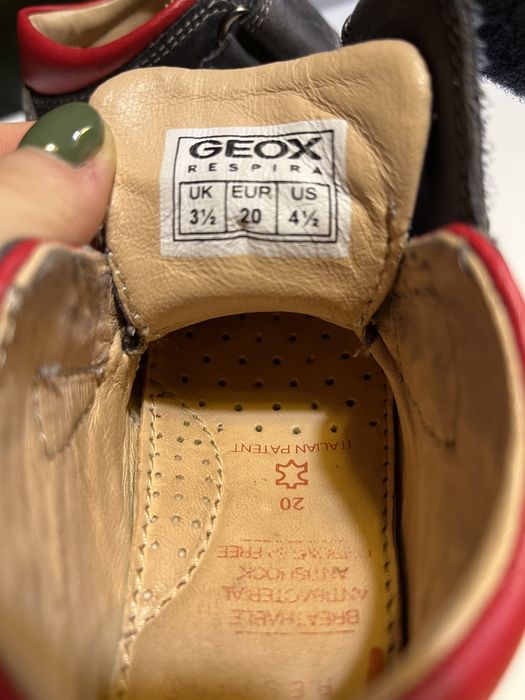 GEOX
RESPIRA
UK EUR US
3½ 20 4½
ITALIAN PATENT
20
ANTISHOCK
ANTIBACTERIAL
BREATHABLE